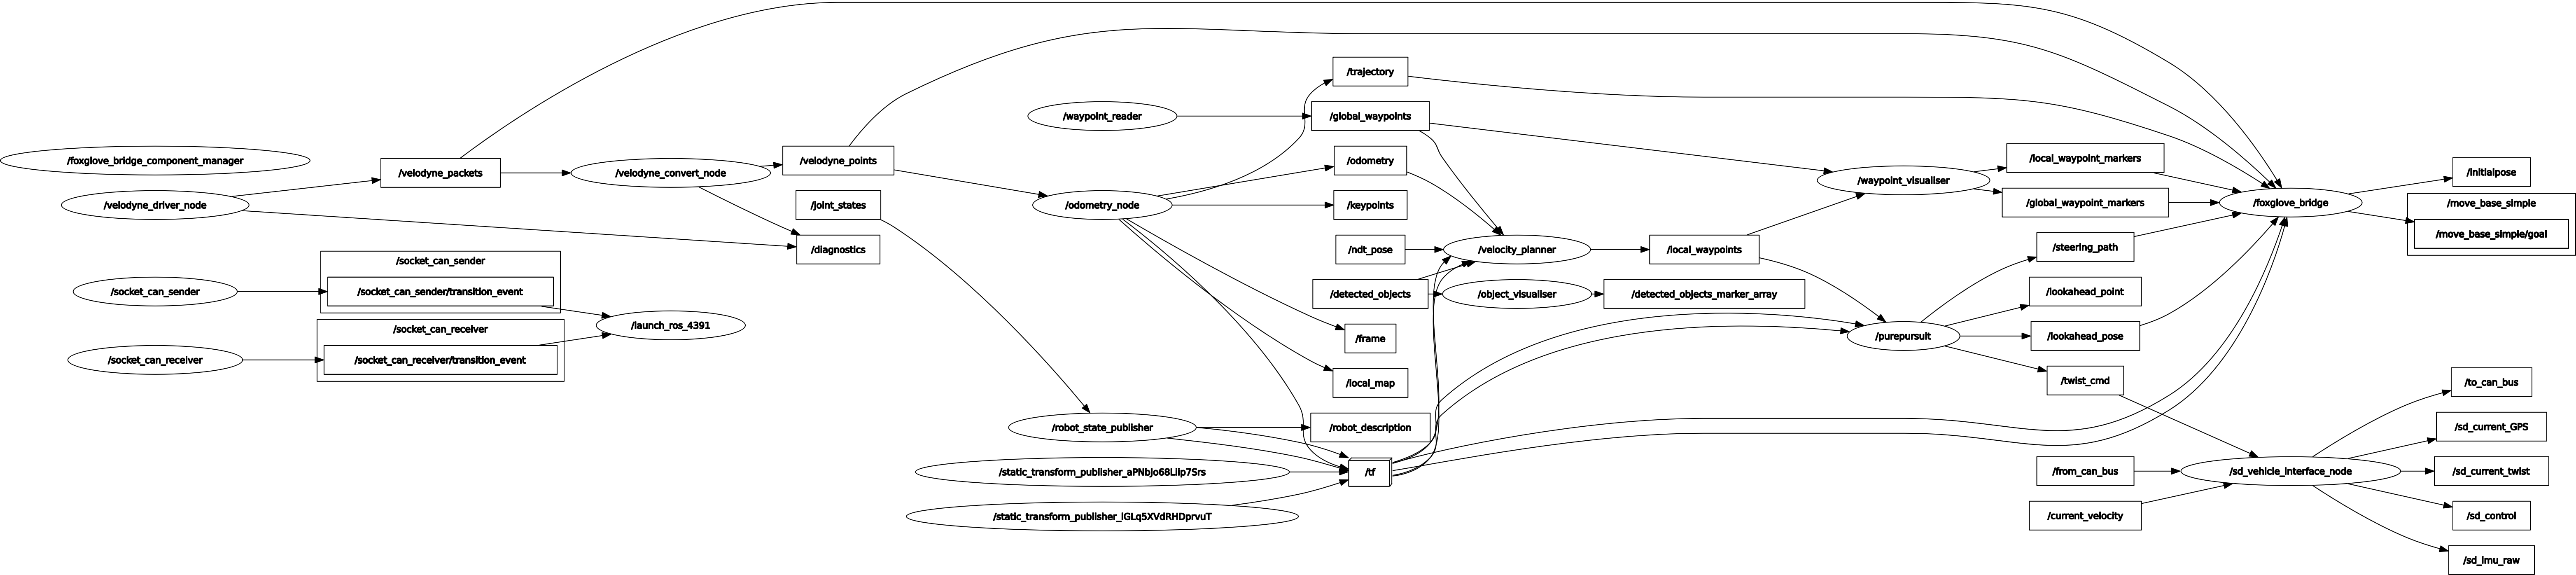 /foxglove_bridge_component_manager
/velodyne_driver_node
/socket_can_sender
/socket_can_receiver
/velodyne_packets
/socket_can_sender
/socket_can_sender/transition_event
/socket_can_receiver
/socket_can_receiver/transition_event
/velodyne_convert_node
/launch_ros_4391
/velodyne_points
/joint_states
/diagnostics
/waypoint_reader
/odometry_node
/robot_state_publisher
/static_transform_publisher_aPNbJo68LIip7Srs
/static_transform_publisher_iGLq5XVdRHDprvuT
/trajectory
/global_waypoints
/odometry
/keypoints
/ndt_pose
/detected_objects
/frame
/local_map
/robot_description
/tf
/velocity_planner
/object_visualiser
/local_waypoints
/detected_objects_marker_array
/waypoint_visualiser
/purepursuit
/local_waypoint_markers
/global_waypoint_markers
/steering_path
/lookahead_point
/lookahead_pose
/twist_cmd
/from_can_bus
/current_velocity
/foxglove_bridge
/sd_vehicle_interface_node
/initialpose
/move_base_simple
/move_base_simple/goal
/to_can_bus
/sd_current_GPS
/sd_current_twist
/sd_control
/sd_imu_raw